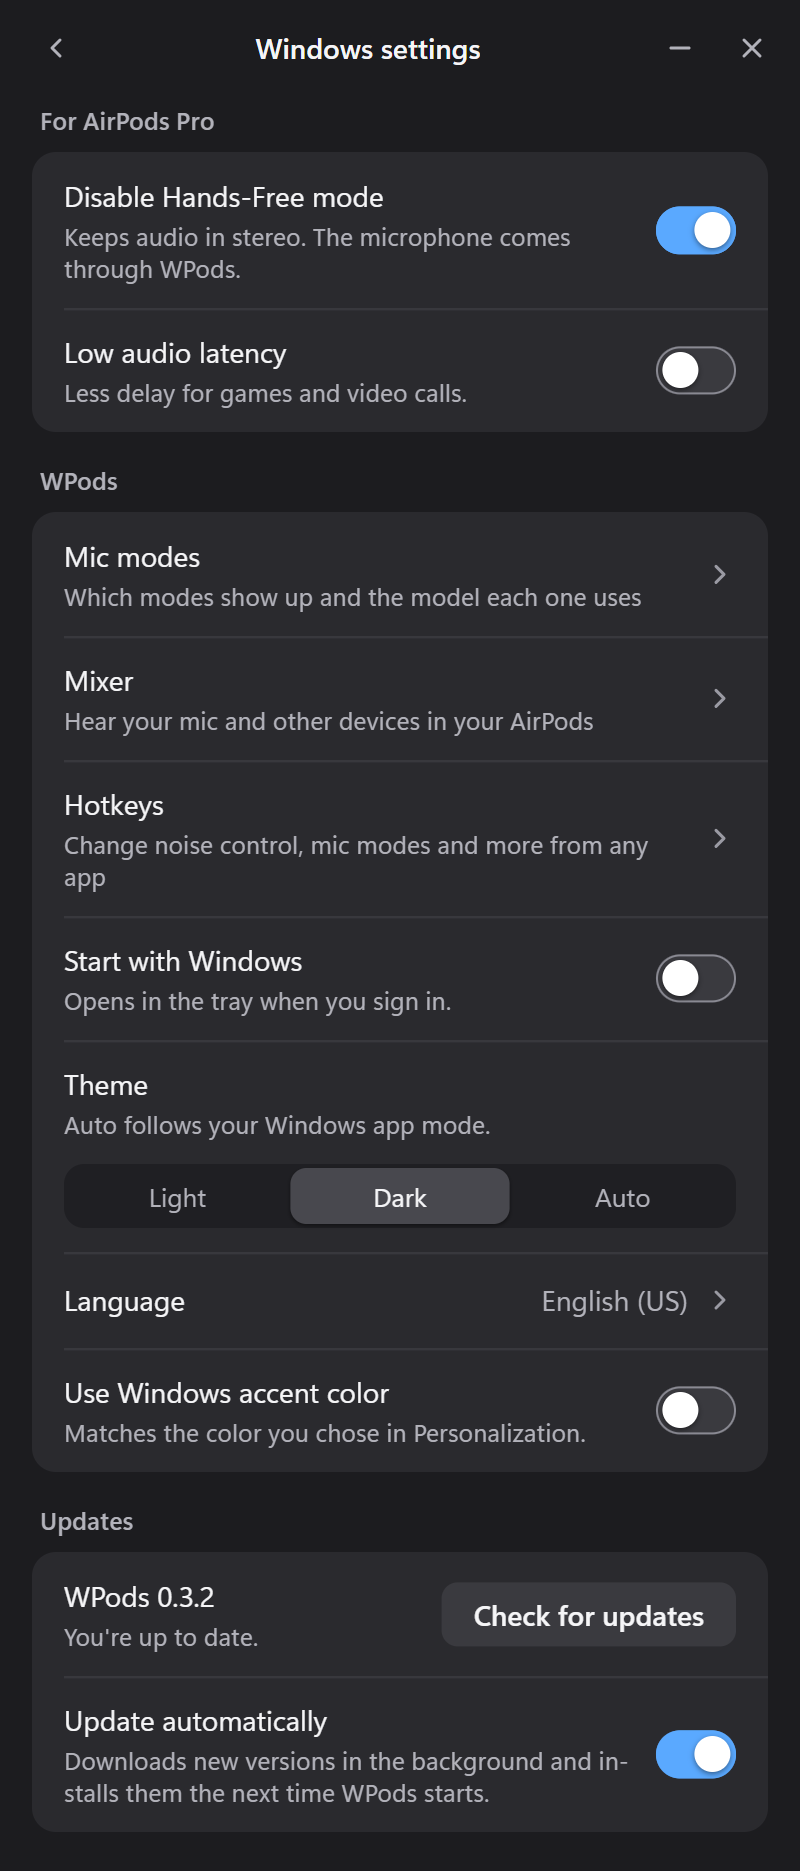 Windows settings
For AirPods Pro
Disable Hands-Free mode
Keeps audio in stereo. The microphone comes
through WPods.
Low audio latency
Less delay for games and video calls.
WPods
Mic modes
Which modes show up and the model each one uses
Mixer
Hear your mic and other devices in your AirPods
Hotkeys
Change noise control, mic modes and more from any
app
Start with Windows
Opens in the tray when you sign in.
Theme
Auto follows your Windows app mode.
Light Dark Auto
Language English (US)
Use Windows accent color
Matches the color you chose in Personalization.
Updates
WPods 0.3.2
You're up to date.
Check for updates
Update automatically
Downloads new versions in the background and in-
stalls them the next time WPods starts.